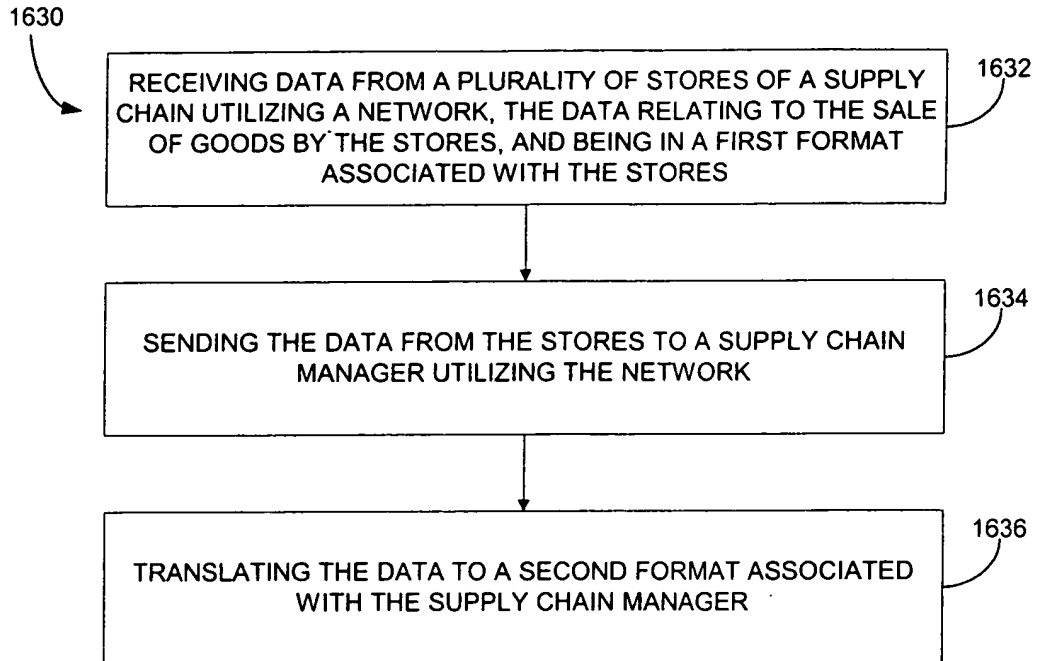 1630
RECEIVING DATA FROM A PLURALITY OF STORES OF A SUPPLY
CHAIN UTILIZING A NETWORK, THE DATA RELATING TO THE SALE
OF GOODS BY THE STORES, AND BEING IN A FIRST FORMAT
ASSOCIATED WITH THE STORES
1632
SENDING THE DATA FROM THE STORES TO A SUPPLY CHAIN
MANAGER UTILIZING THE NETWORK
1634
TRANSLATING THE DATA TO A SECOND FORMAT ASSOCIATED
WITH THE SUPPLY CHAIN MANAGER
1636